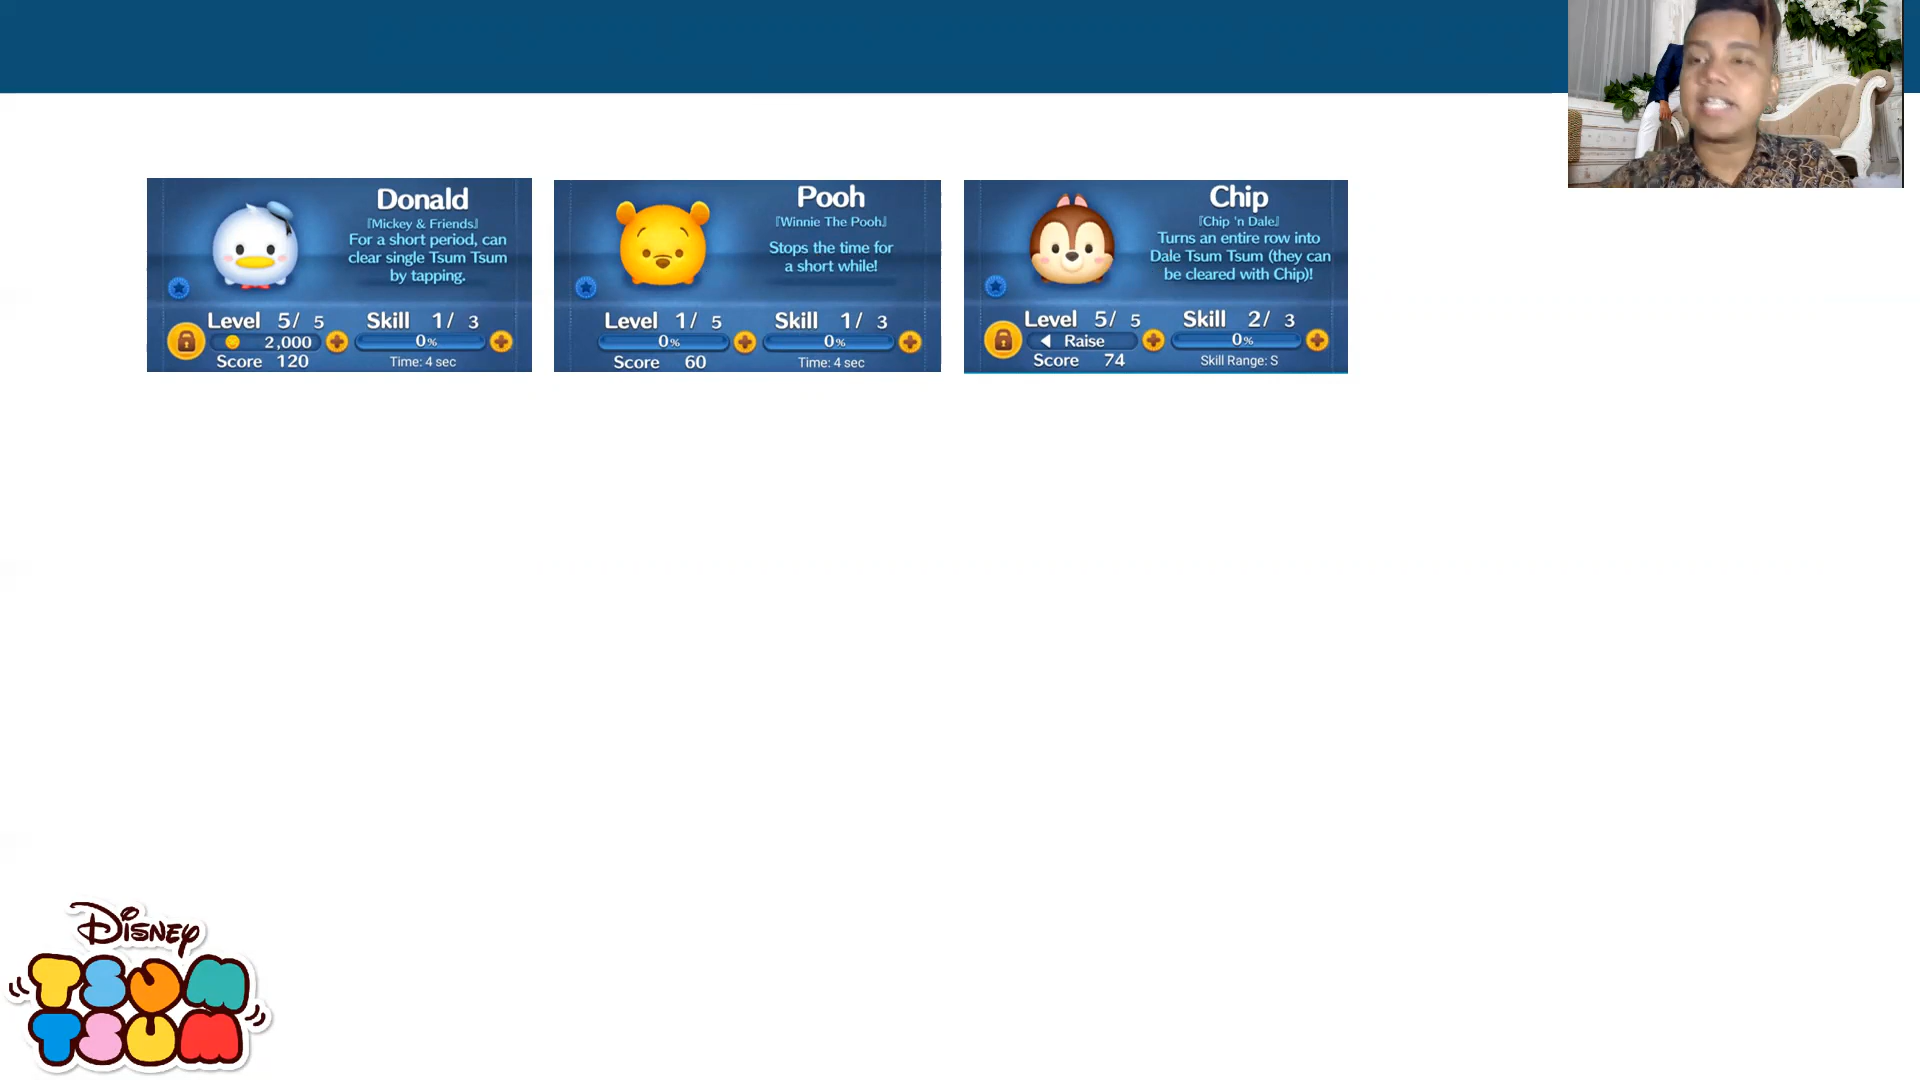 Donald
『Mickey & Friends』
For a short period, can
clear single Tsum Tsum
by tapping.
Level 5/ 5
Skill 1/ 3
2,000
0%
Score 120
Time: 4 sec
Pooh
『Winnie The Pooh』
Stops the time for
a short while!
Level 1/ 5
Skill 1/ 3
0%
0%
Score 60
Time: 4 sec
Chip
『Chip 'n Dale』
Turns an entire row into
Dale Tsum Tsum (they can
be cleared with Chip)!
Level 5/ 5
Skill 2/ 3
Raise
0%
Score 74
Skill Range: S
Disney
TSUM
TSUM